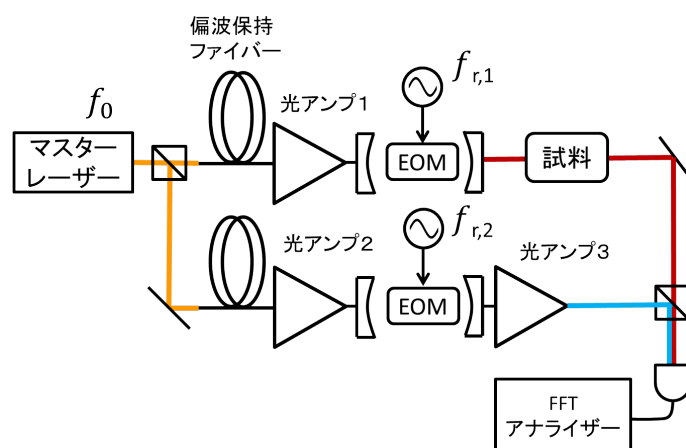 偏波保持
ファイバー
f r,1
f0
光アンプ1
マスター
レーザー
EOM
試料
f r,2
光アンプ2
光アンプ3
EOM
FFT
アナライザー